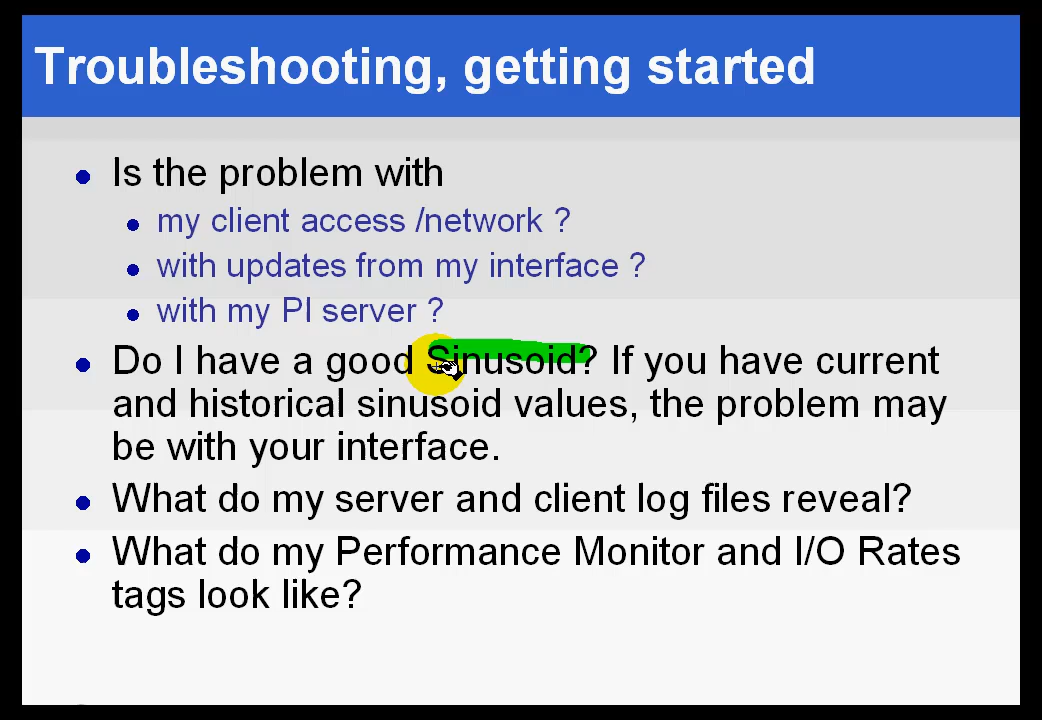 Troubleshooting, getting started
Is the problem with
my client access /network ?
with updates from my interface ?
with my PI server ?
Do I have a good Sinusoid? If you have current
and historical sinusoid values, the problem may
be with your interface.
What do my server and client log files reveal?
What do my Performance Monitor and I/O Rates
tags look like?